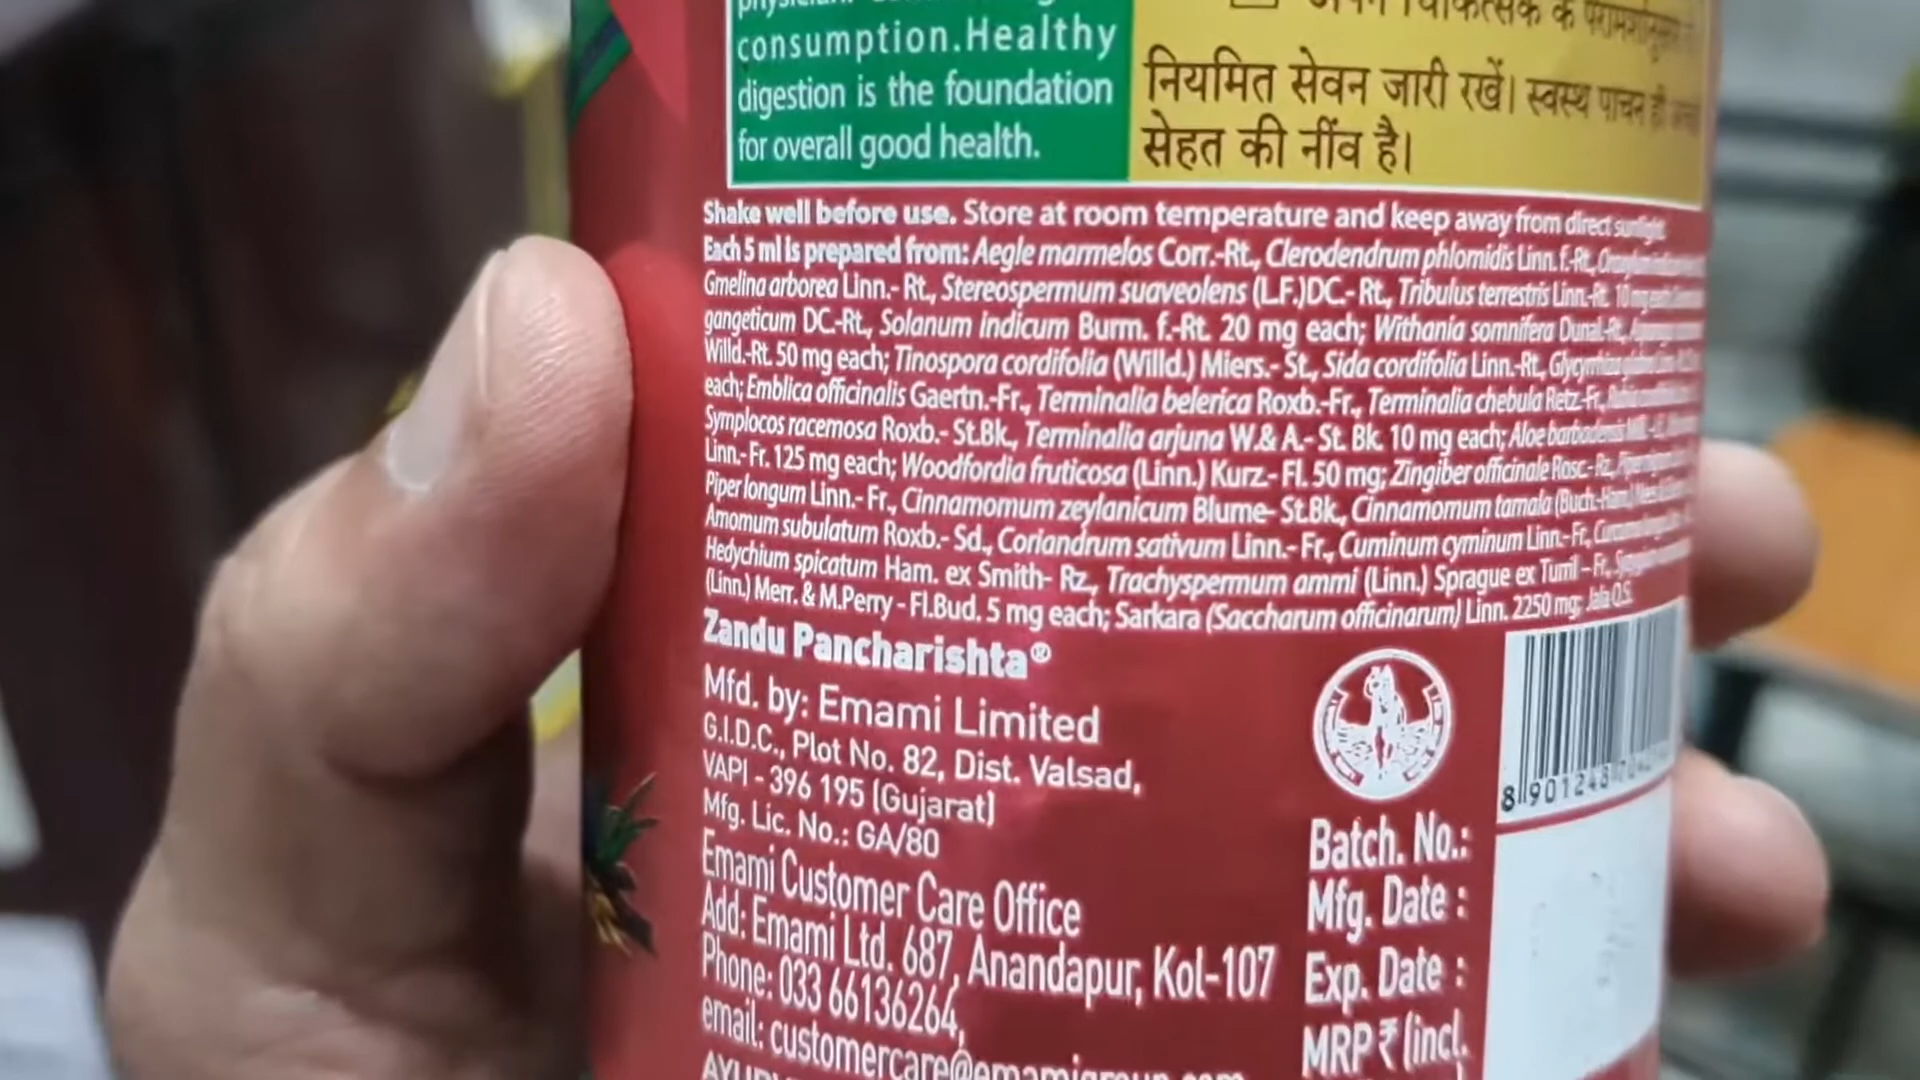 consumption.Healthy
digestion is the foundation
for overall good health.
नियमित सेवन जारी रखें। स्वस्थ पाचन ही
सेहत की नींव है।
Shake well before use. Store at room temperature and keep away from direct sunlight.
Each 5 ml is prepared from: Aegle marmelos Corr.-Rt., Clerodendrum phlomidis Linn. f.-Rt.,
Gmelina arborea Linn.- Rt., Stereospermum suaveolens (L.F.)DC.- Rt., Tribulus terrestris Linn.-Rt. 10 mg each;
gangeticum DC.-Rt., Solanum indicum Burm. f.-Rt. 20 mg each; Withania somnifera Dunal.-Rt.,
Willd.-Rt. 50 mg each; Tinospora cordifolia (Willd.) Miers.- St., Sida cordifolia Linn.-Rt.,
each; Emblica officinalis Gaertn.-Fr., Terminalia belerica Roxb.-Fr., Terminalia chebula Retz-Fr.,
Symplocos racemosa Roxb.- St.Bk., Terminalia arjuna W.& A.- St. Bk. 10 mg each; Aloe barbadensis
Linn.- Fr. 125 mg each; Woodfordia fruticosa (Linn.) Kurz.- Fl. 50 mg; Zingiber officinale Rosc.- Rz.,
Piper longum Linn.- Fr., Cinnamomum zeylanicum Blume- St.Bk., Cinnamomum tamala (Buch.-Ham.)
Amomum subulatum Roxb.- Sd., Coriandrum sativum Linn.- Fr., Cuminum cyminum Linn.- Fr.,
Hedychium spicatum Ham. ex Smith- Rz., Trachyspermum ammi (Linn.) Sprague ex Turril – Fr.,
(Linn.) Merr. & M.Perry - Fl.Bud. 5 mg each; Sarkara (Saccharum officinarum) Linn. 2250 mg; Jala Q.S.
Zandu Pancharishta®
Mfd. by: Emami Limited
G.I.D.C., Plot No. 82, Dist. Valsad,
VAPI - 396 195 (Gujarat)
Mfg. Lic. No.: GA/80
Emami Customer Care Office
Add: Emami Ltd. 687, Anandapur, Kol-107
Phone: 033 66136264,
email: customercare@emamigroup.com
Batch. No.:
Mfg. Date :
Exp. Date :
MRP ₹ (incl.